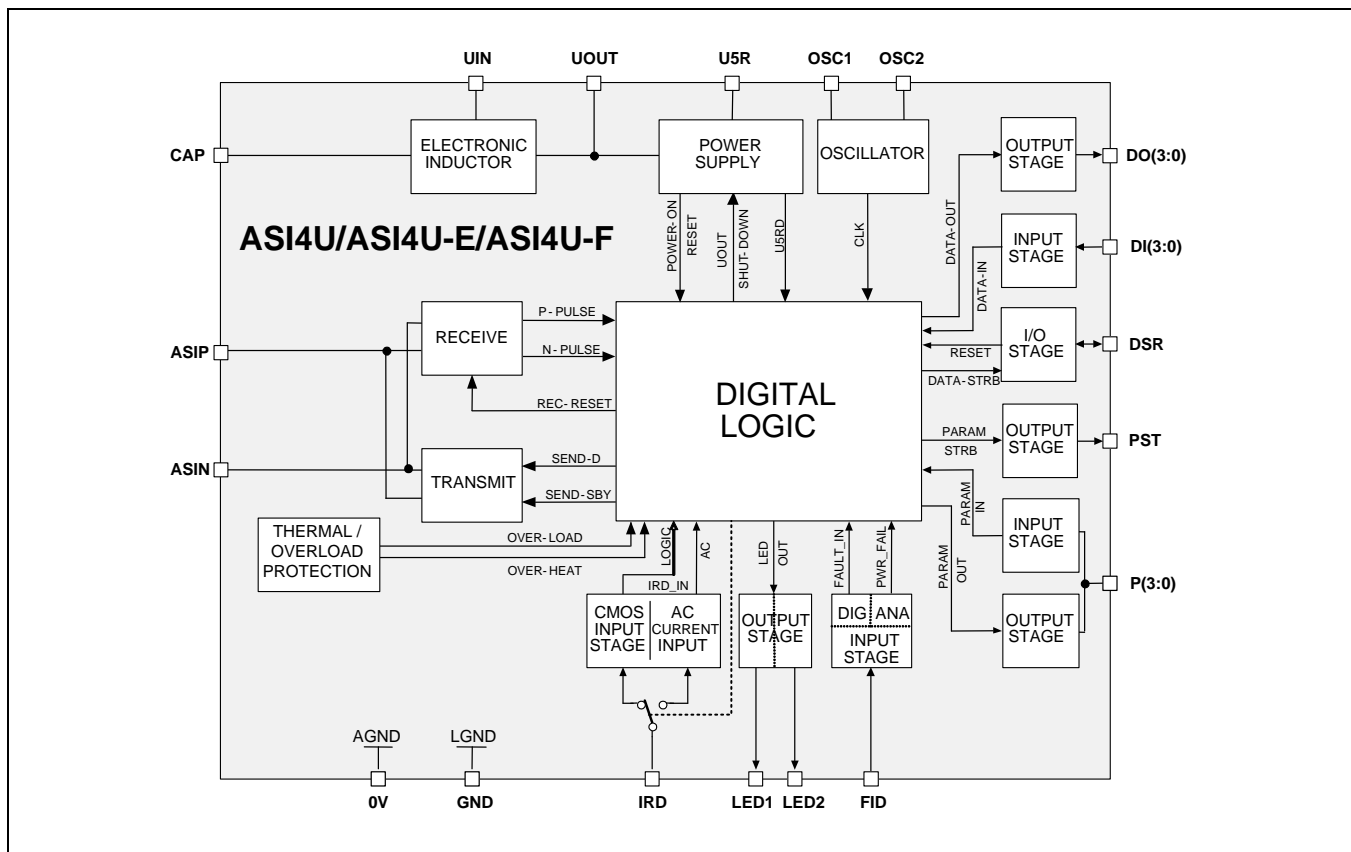 UIN
UOUT
U5R
OSC1
OSC2
CAP
ELECTRONIC
INDUCTOR
POWER
SUPPLY
OSCILLATOR
OUTPUT
STAGE
DO(3:0)
ASI4U/ASI4U-E/ASI4U-F
POWER-ON
RESET
UOUT
SHUT-DOWN
U5RD
CLK
DATA-OUT
DATA-IN
INPUT
STAGE
DI(3:0)
ASIP
RECEIVE
P-PULSE
N-PULSE
REC-RESET
DIGITAL
LOGIC
RESET
DATA-STRB
I/O
STAGE
DSR
ASIN
TRANSMIT
SEND-D
SEND-SBY
PARAM
STRB
OUTPUT
STAGE
PST
THERMAL /
OVERLOAD
PROTECTION
OVER-LOAD
OVER-HEAT
LOGIC
AC
IRD_IN
LED
OUT
FAULT_IN
PWR_FAIL
PARAM
IN
PARAM
OUT
INPUT
STAGE
P(3:0)
OUTPUT
STAGE
CMOS
INPUT
STAGE
AC
CURRENT
INPUT
OUTPUT
STAGE
DIG
ANA
INPUT
STAGE
AGND
LGND
0V
GND
IRD
LED1
LED2
FID